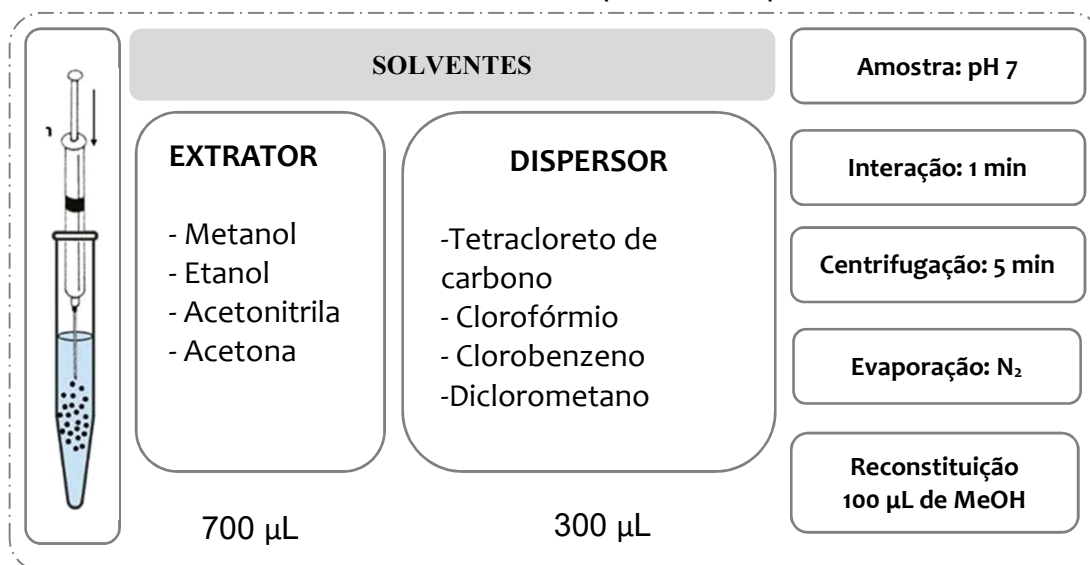 SOLVENTES
EXTRATOR
- Metanol
- Etanol
- Acetonitrila
- Acetona
700 µL
DISPERSOR
-Tetracloreto de
carbono
- Clorofórmio
- Clorobenzeno
-Diclorometano
300 µL
Amostra: pH 7
Interação: 1 min
Centrifugação: 5 min
Evaporação: N₂
Reconstituição
100 µL de MeOH